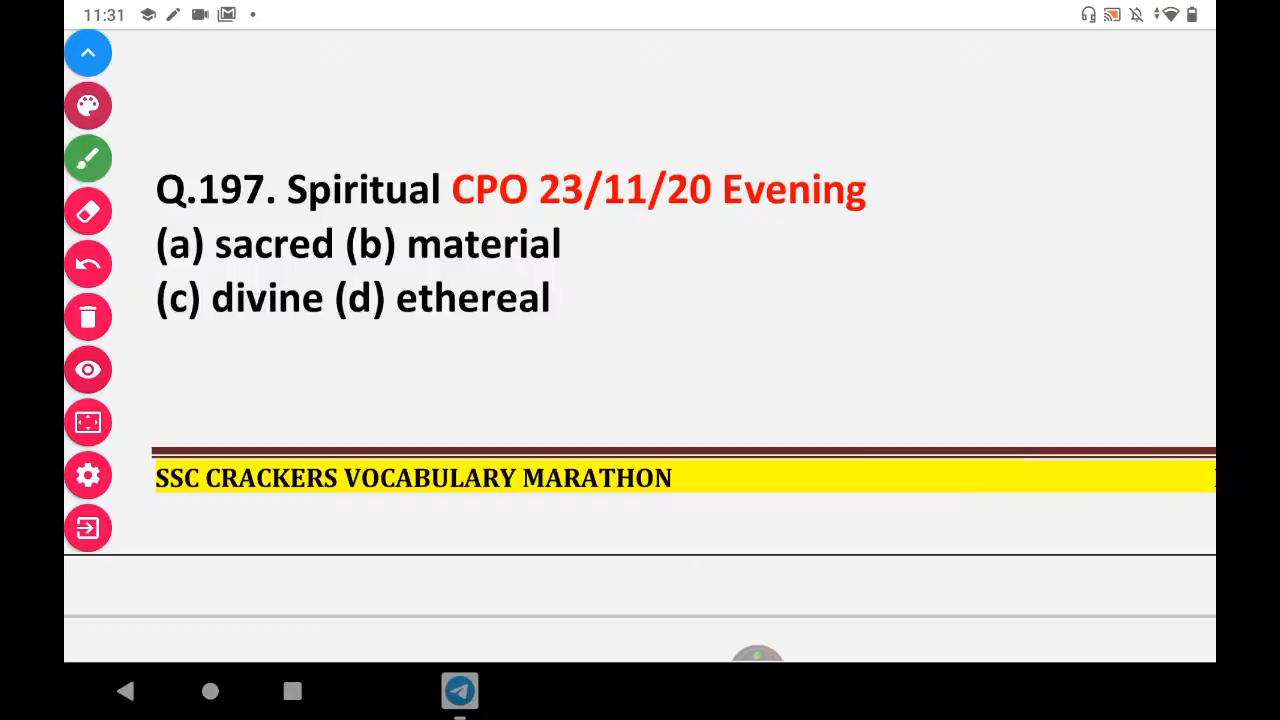 11:31
Q.197. Spiritual CPO 23/11/20 Evening
(a) sacred (b) material
(c) divine (d) ethereal
SSC CRACKERS VOCABULARY MARATHON